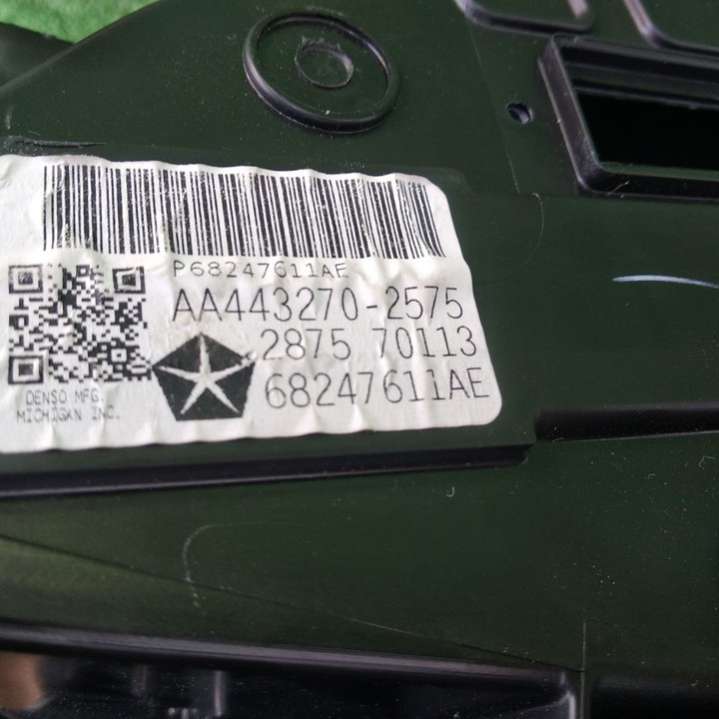 P68247611AE
AA443270-2575
2875 70113
68247611AE
DENSO MFG.
MICHIGAN INC.